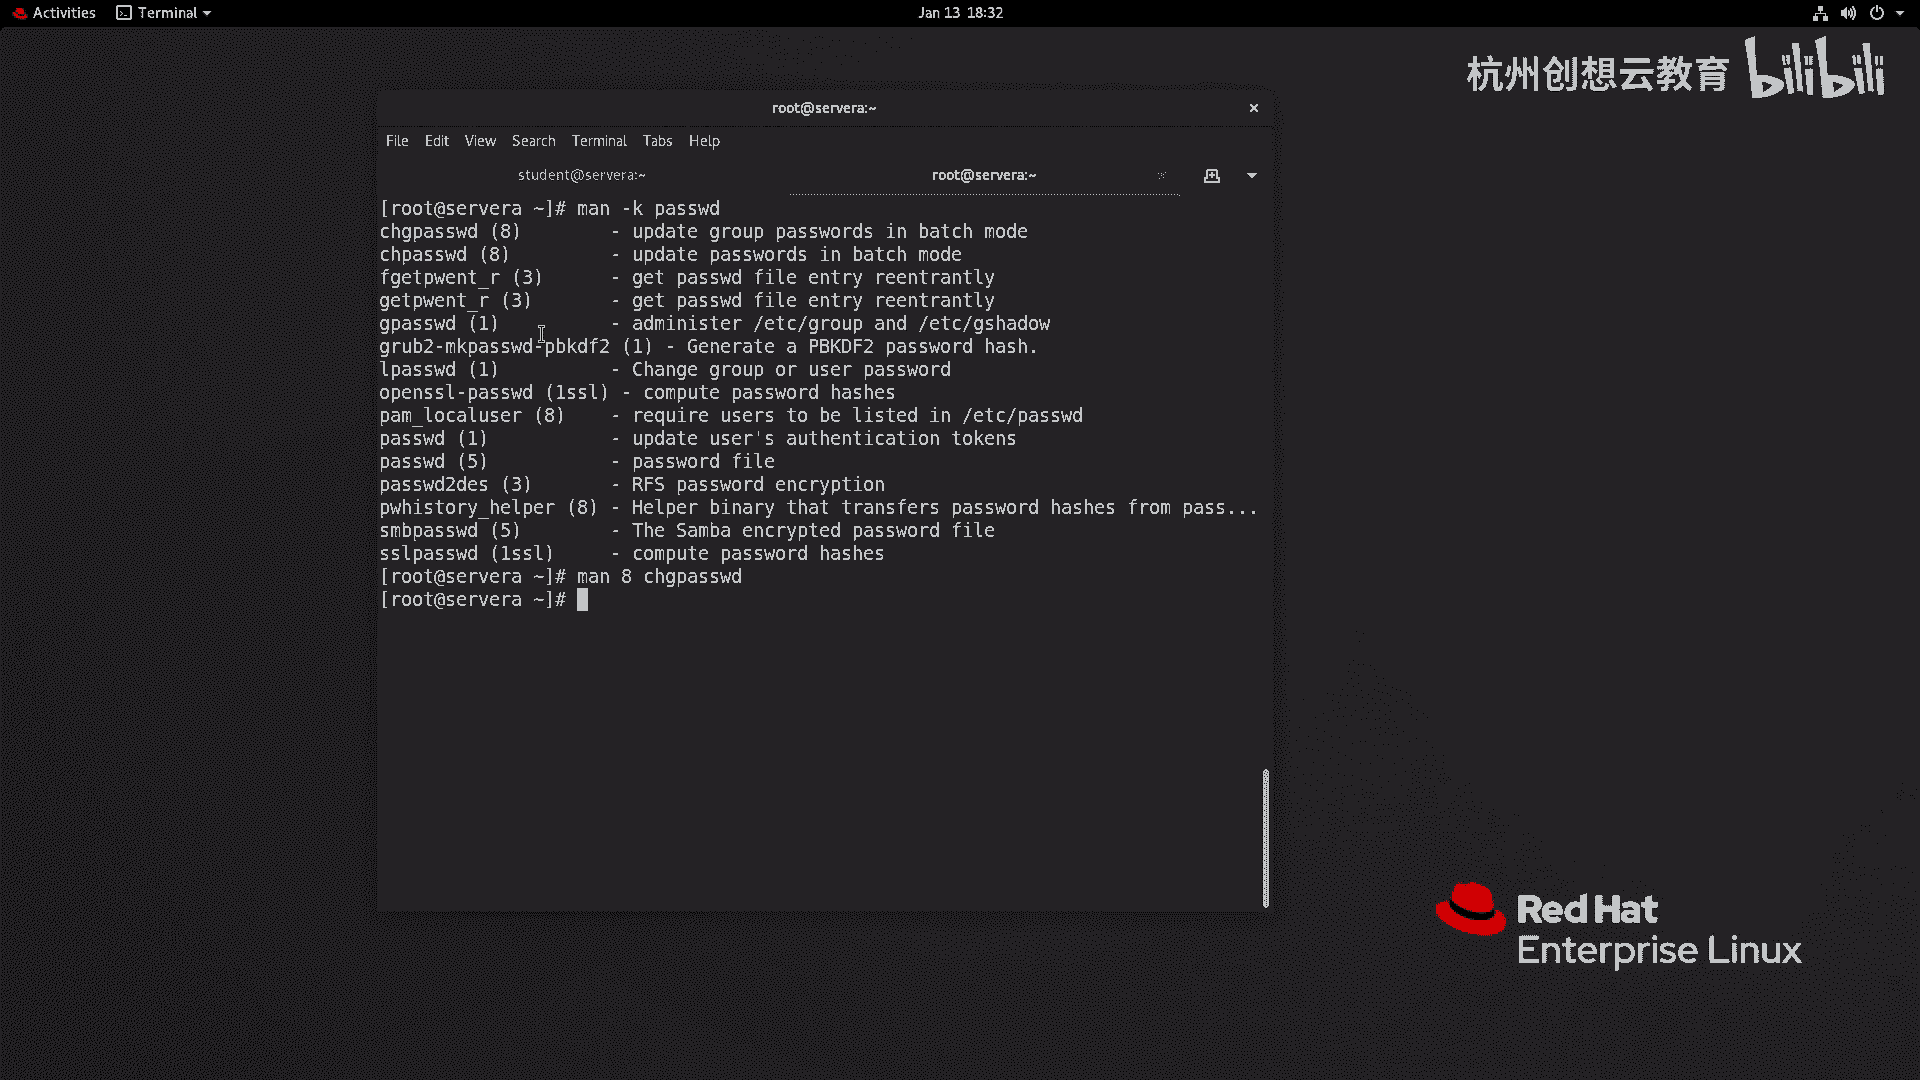 Activities Terminal Jan 13 18:32
杭州创想云教育 bilibili
root@servera:~
File Edit View Search Terminal Tabs Help
student@servera:~ root@servera:~
[root@servera ~]# man -k passwd
chgpasswd (8) - update group passwords in batch mode
chpasswd (8) - update passwords in batch mode
fgetpwent_r (3) - get passwd file entry reentrantly
getpwent_r (3) - get passwd file entry reentrantly
gpasswd (1) - administer /etc/group and /etc/gshadow
grub2-mkpasswd-pbkdf2 (1) - Generate a PBKDF2 password hash.
lpasswd (1) - Change group or user password
openssl-passwd (1ssl) - compute password hashes
pam_localuser (8) - require users to be listed in /etc/passwd
passwd (1) - update user's authentication tokens
passwd (5) - password file
passwd2des (3) - RFS password encryption
pwhistory_helper (8) - Helper binary that transfers password hashes from pass...
smbpasswd (5) - The Samba encrypted password file
sslpasswd (1ssl) - compute password hashes
[root@servera ~]# man 8 chgpasswd
[root@servera ~]#
Red Hat
Enterprise Linux